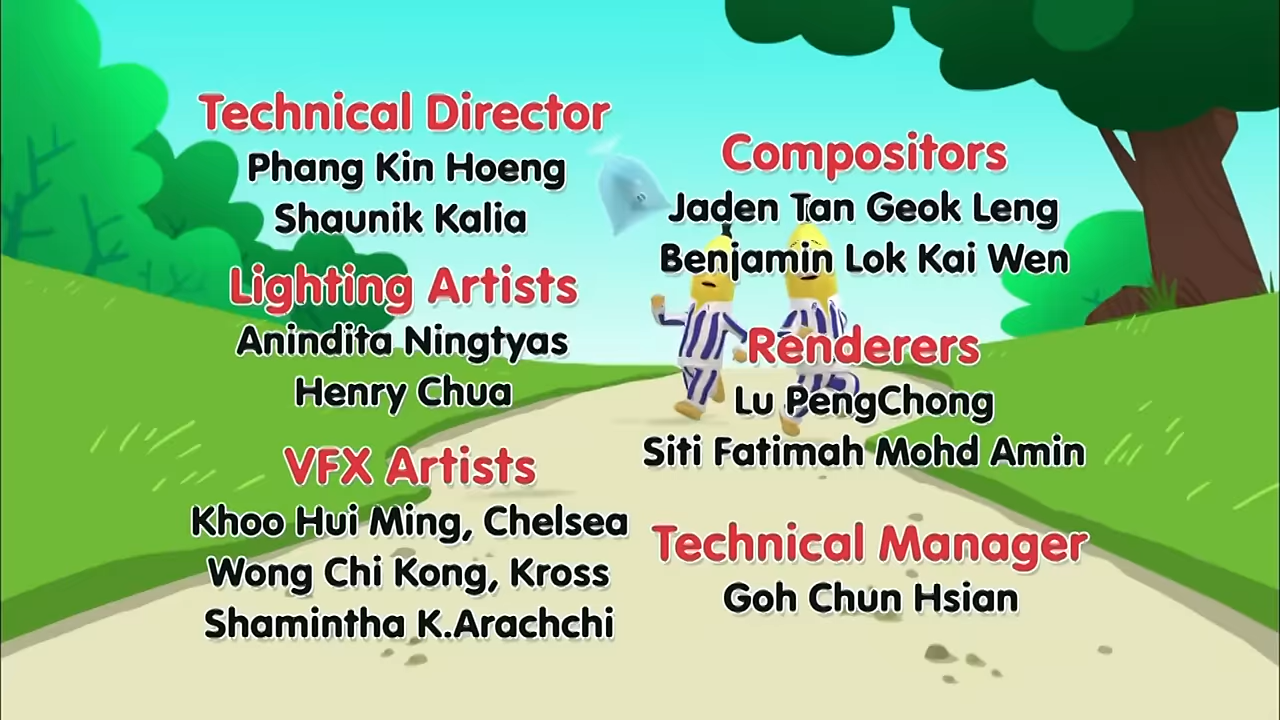 Technical Director
Phang Kin Hoeng
Shaunik Kalia
Lighting Artists
Anindita Ningtyas
Henry Chua
VFX Artists
Khoo Hui Ming, Chelsea
Wong Chi Kong, Kross
Shamintha K.Arachchi
Compositors
Jaden Tan Geok Leng
Benjamin Lok Kai Wen
Renderers
Lu PengChong
Siti Fatimah Mohd Amin
Technical Manager
Goh Chun Hsian